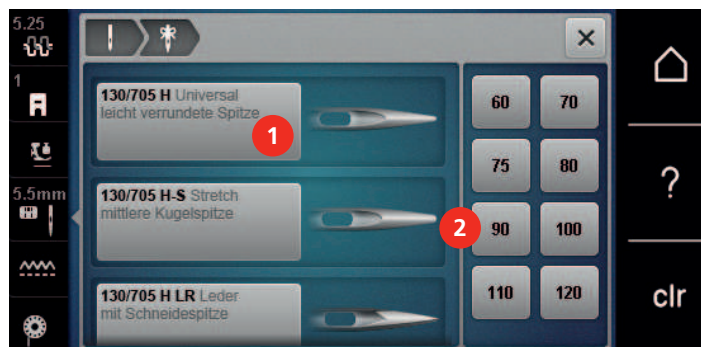 5.25
1
5.5mm
130/705 H Universal
leicht verrundete Spitze
1
130/705 H-S Stretch
mittlere Kugelspitze
2
130/705 H LR Leder
mit Schneidespitze
60 70
75 80
90 100
110 120
?
clr